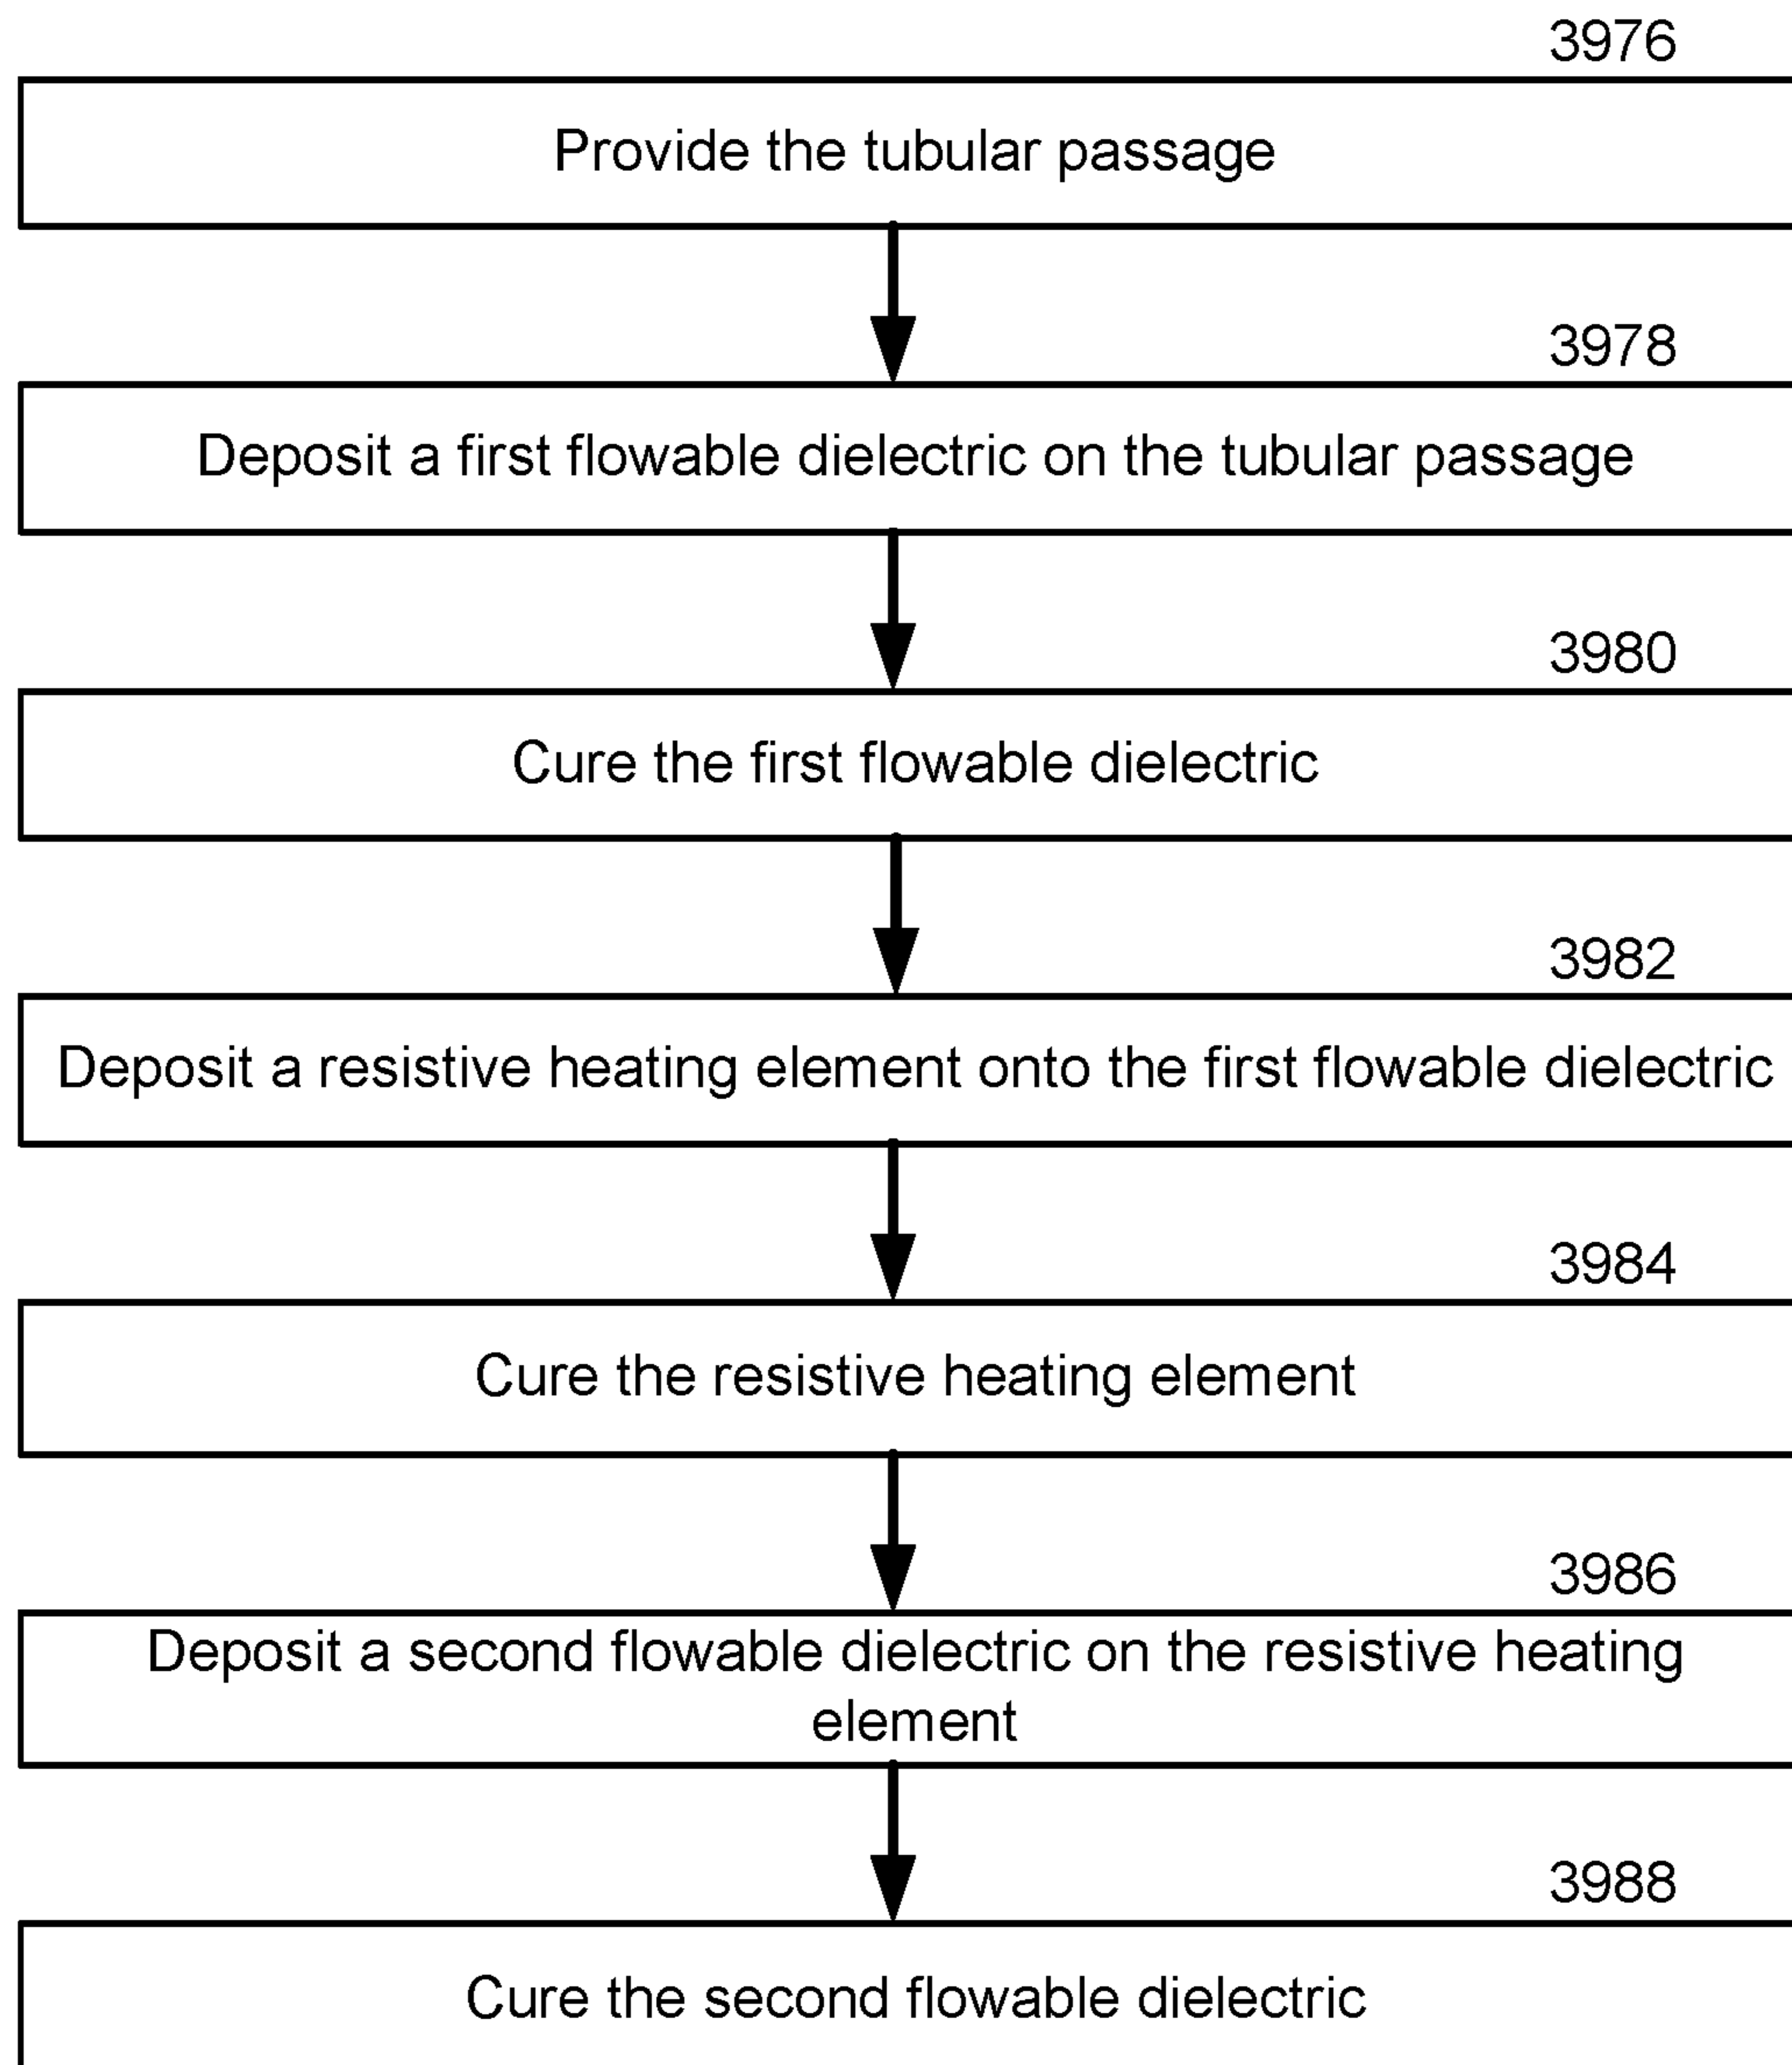 3976
Provide the tubular passage
3978
Deposit a first flowable dielectric on the tubular passage
3980
Cure the first flowable dielectric
3982
Deposit a resistive heating element onto the first flowable dielectric
3984
Cure the resistive heating element
3986
Deposit a second flowable dielectric on the resistive heating
element
3988
Cure the second flowable dielectric